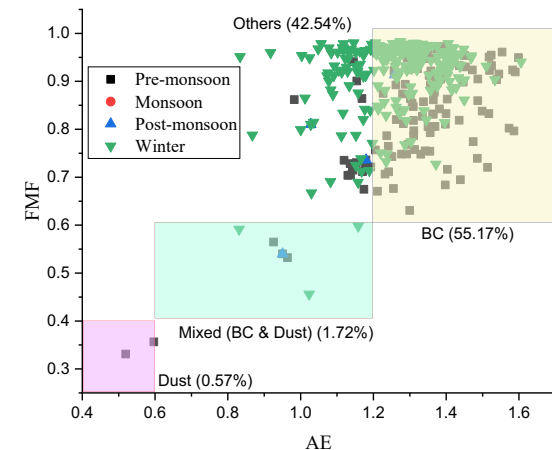 Others (42.54%)
1.0
0.9
0.8
0.7
0.6
0.5
0.4
0.3
FMF
Pre-monsoon
Monsoon
Post-monsoon
Winter
BC (55.17%)
Mixed (BC & Dust) (1.72%)
Dust (0.57%)
0.4 0.6 0.8 1.0 1.2 1.4 1.6
AE